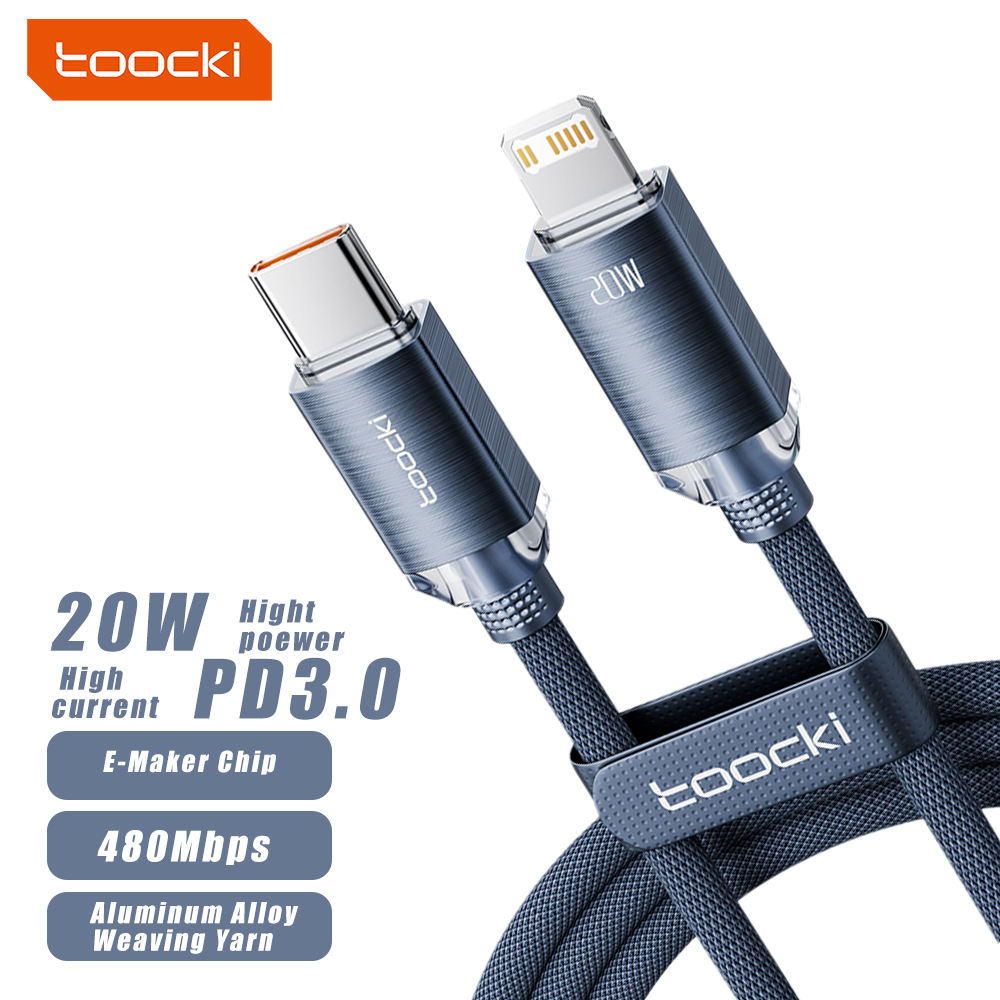 toocki
20W
toocki
20W
Hight
poewer
High
current
PD3.0
E-Maker Chip
480Mbps
Aluminum Alloy
Weaving Yarn
toocki